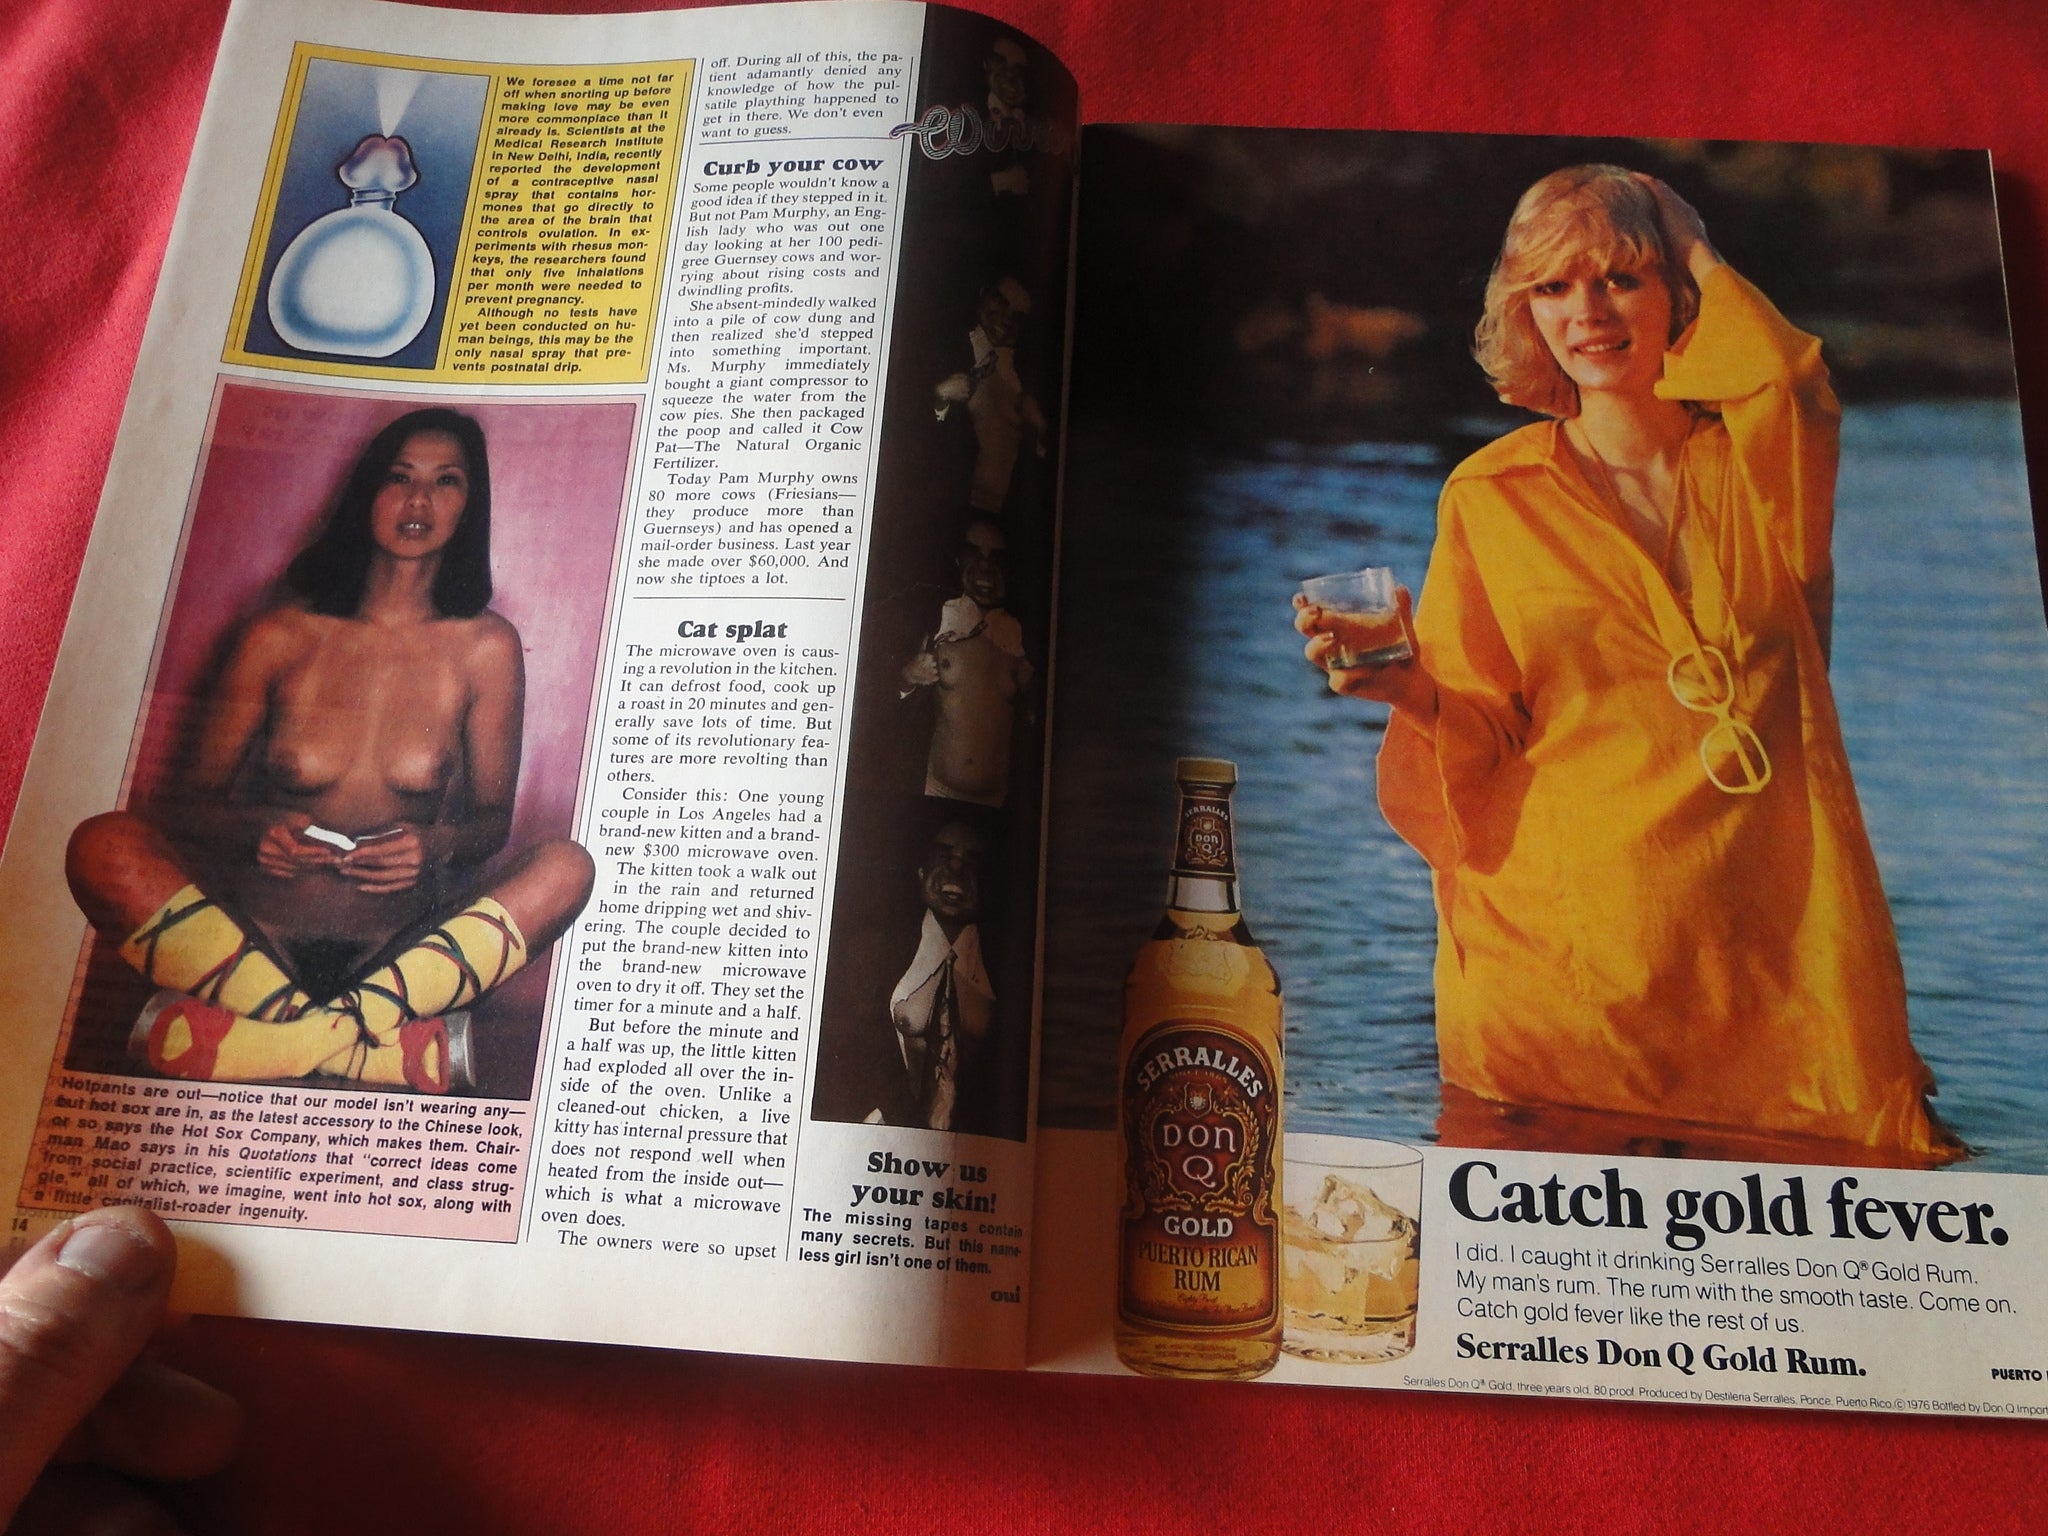 We foresee a time not far
off when snorting up before
making love may be even
more commonplace than it
already is. Scientists at the
Medical Research Institute
in New Delhi, India, recently
reported the development
of a contraceptive nasal
spray that contains hor-
mones that go directly to
the area of the brain that
controls ovulation. In ex-
periments with rhesus mon-
keys, the researchers found
that only five inhalations
per month were needed to
prevent pregnancy.
Although no tests have
yet been conducted on hu-
man beings, this may be the
only nasal spray that pre-
vents postnatal drip.
Hotpants are out—notice that our model isn't wearing any—
but hot sox are in, as the latest accessory to the Chinese look,
or so says the Hot Sox Company, which makes them. Chair-
man Mao says in his Quotations that "correct ideas come
from social practice, scientific experiment, and class strug-
gle," all of which, we imagine, went into hot sox, along with
a little capitalist-roader ingenuity.
14
off. During all of this, the pa-
tient adamantly denied any
knowledge of how the pul-
satile plaything happened to
get in there. We don't even
want to guess.
Curb your cow
Some people wouldn't know a
good idea if they stepped in it.
But not Pam Murphy, an Eng-
lish lady who was out one
day looking at her 100 pedi-
gree Guernsey cows and wor-
rying about rising costs and
dwindling profits.
She absent-mindedly walked
into a pile of cow dung and
then realized she'd stepped
into something important.
Ms. Murphy immediately
bought a giant compressor to
squeeze the water from the
cow pies. She then packaged
the poop and called it Cow
Pat—The Natural Organic
Fertilizer.
Today Pam Murphy owns
80 more cows (Friesians—
they produce more than
Guernseys) and has opened a
mail-order business. Last year
she made over $60,000. And
now she tiptoes a lot.
Cat splat
The microwave oven is caus-
ing a revolution in the kitchen.
It can defrost food, cook up
a roast in 20 minutes and gen-
erally save lots of time. But
some of its revolutionary fea-
tures are more revolting than
others.
Consider this: One young
couple in Los Angeles had a
brand-new kitten and a brand-
new $300 microwave oven.
The kitten took a walk out
in the rain and returned
home dripping wet and shiv-
ering. The couple decided to
put the brand-new kitten into
the brand-new microwave
oven to dry it off. They set the
timer for a minute and a half.
But before the minute and
a half was up, the little kitten
had exploded all over the in-
side of the oven. Unlike a
cleaned-out chicken, a live
kitty has internal pressure that
does not respond well when
heated from the inside out—
which is what a microwave
oven does.
The owners were so upset
Show us
your skin!
The missing tapes contain
many secrets. But this name-
less girl isn't one of them.
oui
SERRALLES
DON
Q
SERRALLES
DON
Q
GOLD
PUERTO RICAN
RUM
Catch gold fever.
I did. I caught it drinking Serralles Don Q® Gold Rum.
My man's rum. The rum with the smooth taste. Come on.
Catch gold fever like the rest of us.
Serralles Don Q Gold Rum.
PUERTO
Serralles Don Q® Gold, three years old. 80 proof. Produced by Destileria Serralles, Ponce, Puerto Rico. © 1976 Bottled by Don Q Import